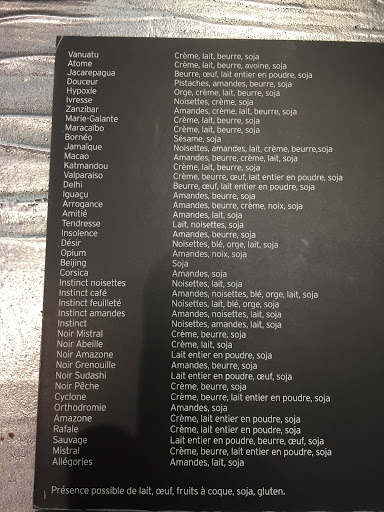 Vanuatu Crème, lait, beurre, soja
Atome Crème, lait, beurre, avoine, soja
Jacarepagua Beurre, œuf, lait entier en poudre, soja
Douceur Pistaches, amandes, beurre, soja
Hypoxie Orge, crème, lait, beurre, soja
Ivresse Noisettes, crème, soja
Zanzibar Amandes, crème, lait, beurre, soja
Marie-Galante Crème, lait, beurre, soja
Maracaïbo Crème, lait, beurre, soja
Bornéo Sésame, soja
Jamaïque Noisettes, amandes, lait, crème, beurre,soja
Macao Amandes, beurre, crème, lait, soja
Katmandou Crème, lait, beurre, soja
Valparaiso Crème, beurre, œuf, lait entier en poudre, soja
Delhi Beurre, œuf, lait entier en poudre, soja
Iguaçu Amandes, beurre, soja
Arrogance Amandes, beurre, crème, noix, soja
Amitié Amandes, lait, soja
Tendresse Lait, noisettes, soja
Insolence Amandes, beurre, soja
Désir Noisettes, blé, orge, lait, soja
Opium Amandes, noix, soja
Beijing Soja
Corsica Amandes, soja
Instinct noisettes Noisettes, lait, soja
Instinct café Amandes, noisettes, blé, orge, lait, soja
Instinct feuilleté Noisettes, lait, blé, orge, soja
Instinct amandes Amandes, noisettes, lait, soja
Instinct Noisettes, amandes, lait, soja
Noir Mistral Crème, beurre, soja
Noir Abeille Crème, lait, soja
Noir Amazone Lait entier en poudre, soja
Noir Grenouille Amandes, beurre, soja
Noir Sudashi Lait entier en poudre, œuf, soja
Noir Pêche Crème, beurre, soja
Cyclone Crème, beurre, lait entier en poudre, soja
Orthodromie Amandes, soja
Amazone Crème, lait entier en poudre, soja
Rafale Crème, lait entier en poudre, soja
Sauvage Lait entier en poudre, beurre, œuf, soja
Mistral Crème, beurre, lait entier en poudre, soja
Allégories Amandes, lait, soja
Présence possible de lait, œuf, fruits à coque, soja, gluten.